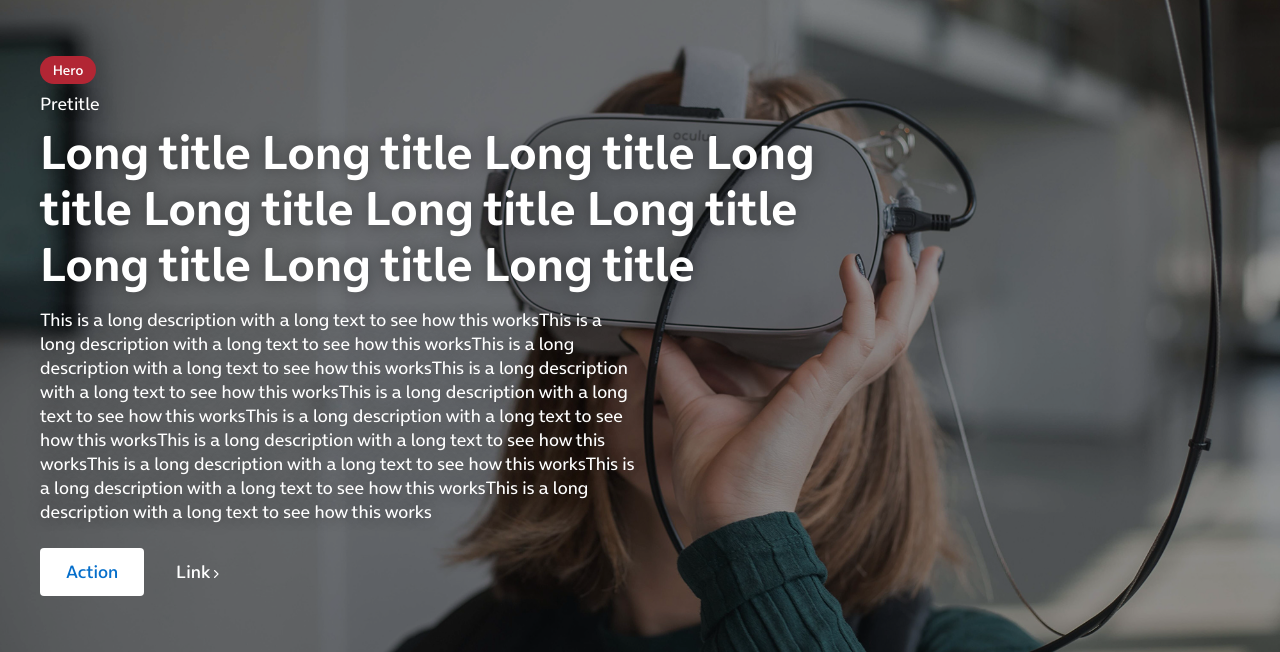 Hero
Pretitle
Long title Long title Long title Long
title Long title Long title Long title
Long title Long title Long title
This is a long description with a long text to see how this worksThis is a
long description with a long text to see how this worksThis is a long
description with a long text to see how this worksThis is a long description
with a long text to see how this worksThis is a long description with a long
text to see how this worksThis is a long description with a long text to see
how this worksThis is a long description with a long text to see how this
worksThis is a long description with a long text to see how this worksThis is
a long description with a long text to see how this worksThis is a long
description with a long text to see how this works
Action
Link ›